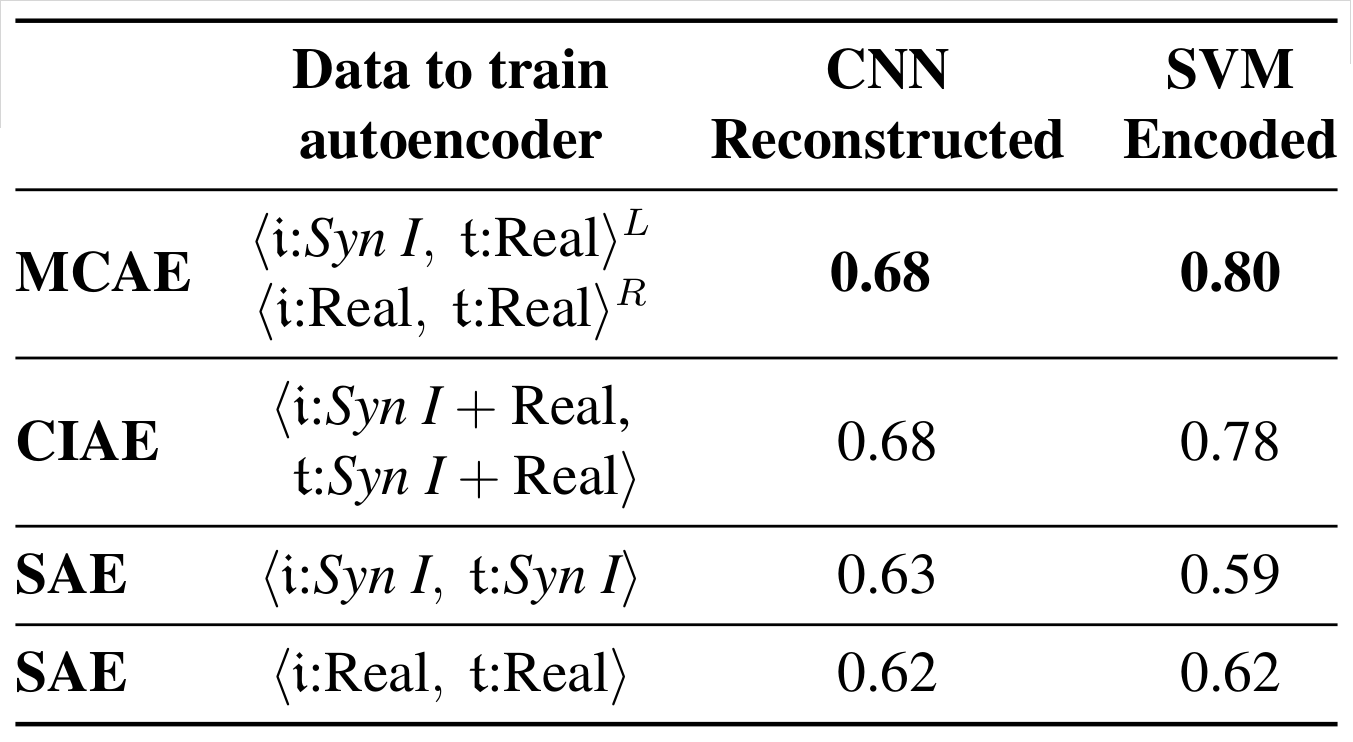 Data to train CNN SVM
autoencoder Reconstructed Encoded
⟨i:Syn I, t:Real⟩^L
MCAE 0.68 0.80
⟨i:Real, t:Real⟩^R
⟨i:Syn I + Real,
CIAE 0.68 0.78
t:Syn I + Real⟩
SAE ⟨i:Syn I, t:Syn I⟩ 0.63 0.59
SAE ⟨i:Real, t:Real⟩ 0.62 0.62